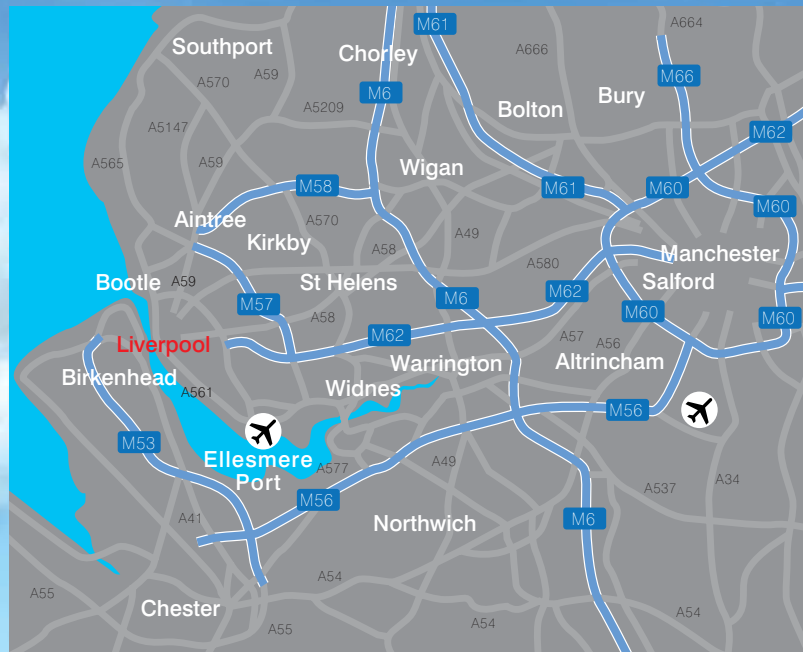 M61
A664
Southport
Chorley
A666
A59
A570
M66
M6
Bury
A5209
Bolton
A5147
M62
A565
A59
Wigan
M58
M61
M60
M60
Aintree
A570
A49
Kirkby
A58
Manchester
A580
Bootle
A59
St Helens
Salford
M62
M57
M6
A58
M60
M60
M62
A57
A56
Liverpool
Warrington
Altrincham
Birkenhead
Widnes
A561
M56
M53
Ellesmere
Port
A577
A49
A34
A537
M56
A41
Northwich
M6
A54
A55
Chester
A54
A55
A54